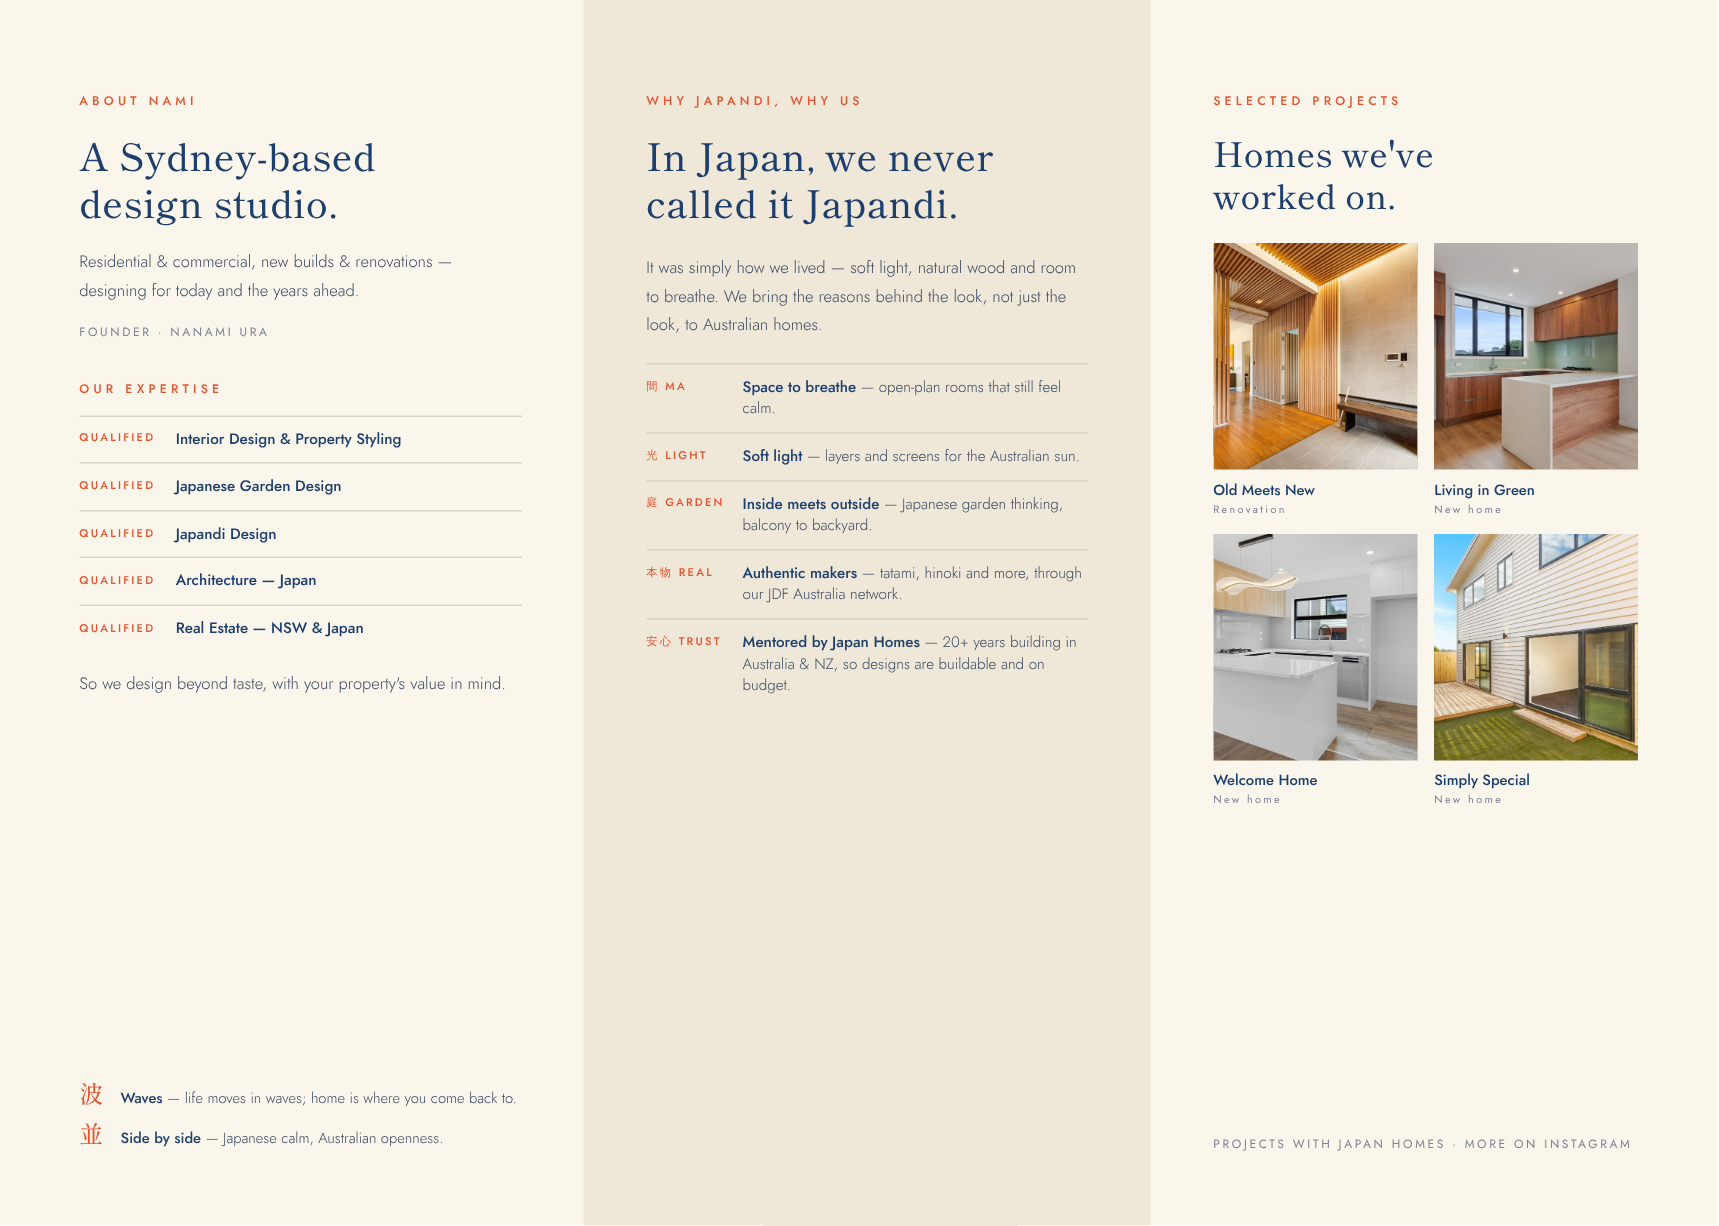 ABOUT NAMI
A Sydney-based
design studio.
Residential & commercial, new builds & renovations —
designing for today and the years ahead.
FOUNDER · NANAMI URA
OUR EXPERTISE
QUALIFIED Interior Design & Property Styling
QUALIFIED Japanese Garden Design
QUALIFIED Japandi Design
QUALIFIED Architecture — Japan
QUALIFIED Real Estate — NSW & Japan
So we design beyond taste, with your property's value in mind.
波 Waves — life moves in waves; home is where you come back to.
並 Side by side — Japanese calm, Australian openness.
WHY JAPANDI, WHY US
In Japan, we never
called it Japandi.
It was simply how we lived — soft light, natural wood and room
to breathe. We bring the reasons behind the look, not just the
look, to Australian homes.
間 MA Space to breathe — open-plan rooms that still feel
calm.
光 LIGHT Soft light — layers and screens for the Australian sun.
庭 GARDEN Inside meets outside — Japanese garden thinking,
balcony to backyard.
本物 REAL Authentic makers — tatami, hinoki and more, through
our JDF Australia network.
安心 TRUST Mentored by Japan Homes — 20+ years building in
Australia & NZ, so designs are buildable and on
budget.
SELECTED PROJECTS
Homes we've
worked on.
Old Meets New
Renovation
Living in Green
New home
Welcome Home
New home
Simply Special
New home
PROJECTS WITH JAPAN HOMES · MORE ON INSTAGRAM